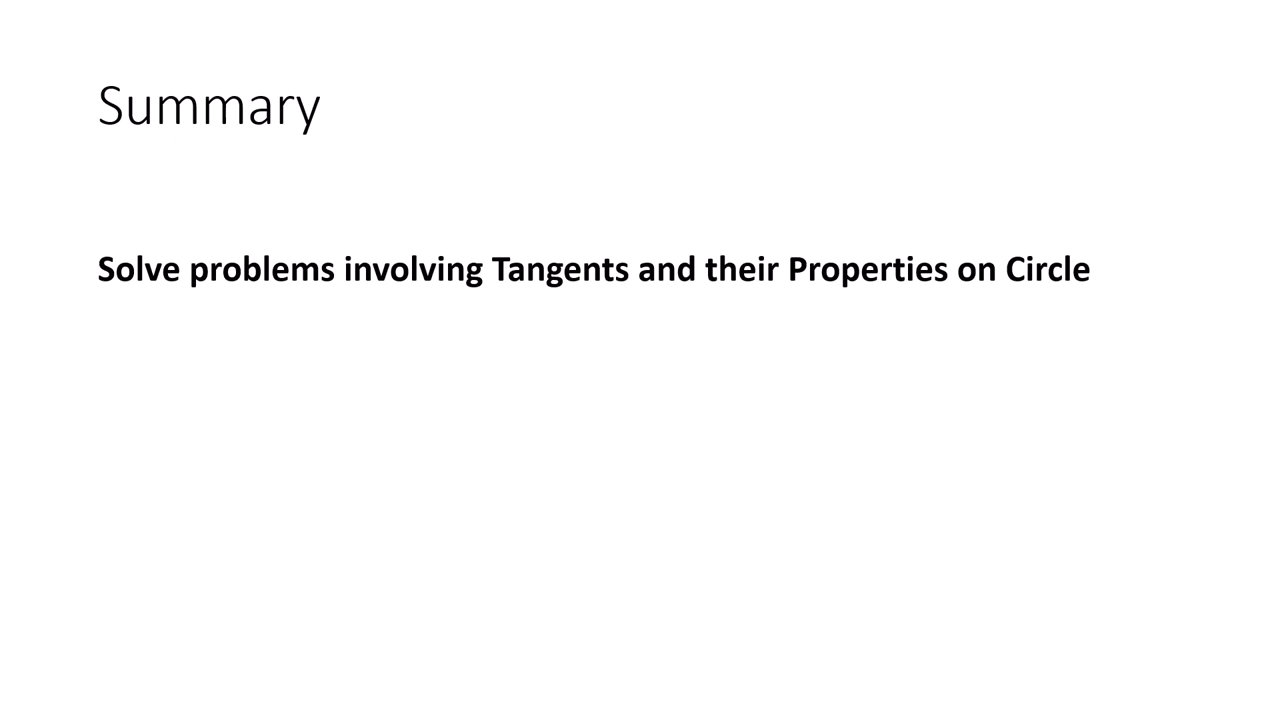 Summary
Solve problems involving Tangents and their Properties on Circle